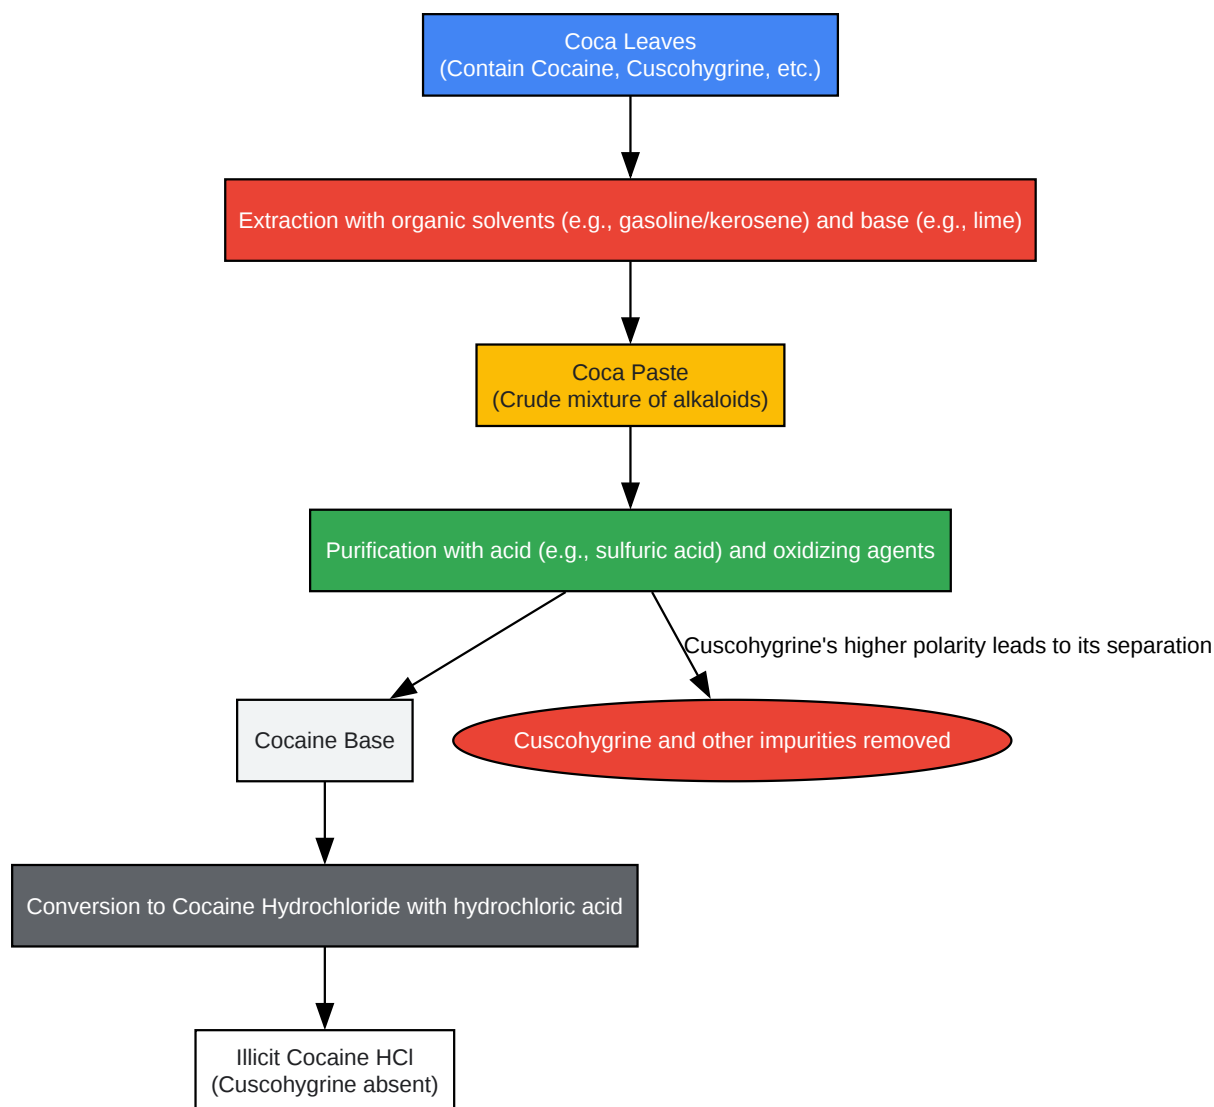 Coca Leaves
(Contain Cocaine, Cuscohygrine, etc.)
Extraction with organic solvents (e.g., gasoline/kerosene) and base (e.g., lime)
Coca Paste
(Crude mixture of alkaloids)
Purification with acid (e.g., sulfuric acid) and oxidizing agents
Cuscohygrine's higher polarity leads to its separation
Cocaine Base
Cuscohygrine and other impurities removed
Conversion to Cocaine Hydrochloride with hydrochloric acid
Illicit Cocaine HCl
(Cuscohygrine absent)